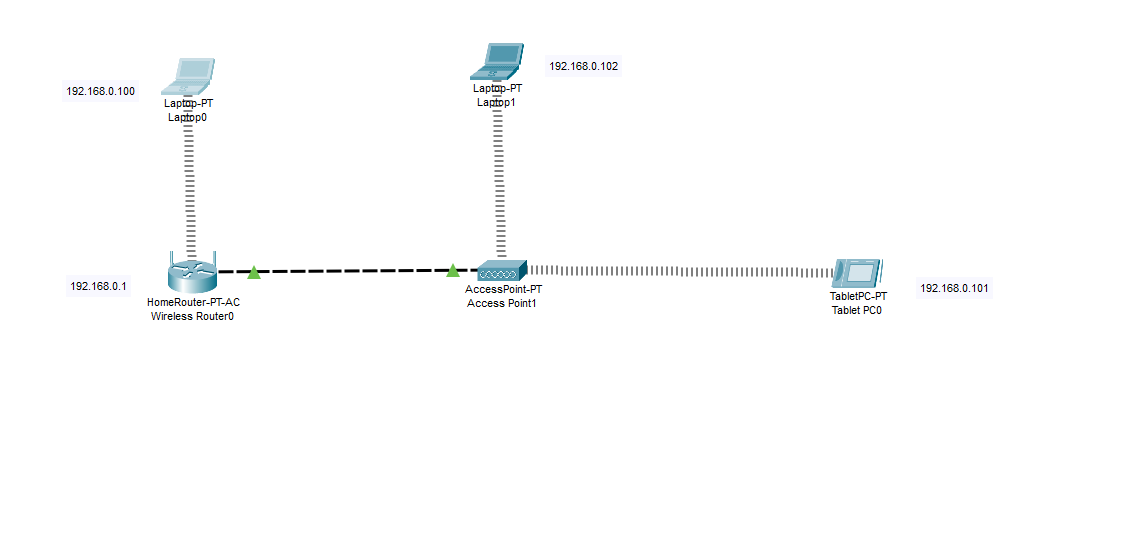 192.168.0.100
Laptop-PT
Laptop0
192.168.0.102
Laptop-PT
Laptop1
192.168.0.1
HomeRouter-PT-AC
Wireless Router0
AccessPoint-PT
Access Point1
TabletPC-PT
Tablet PC0
192.168.0.101